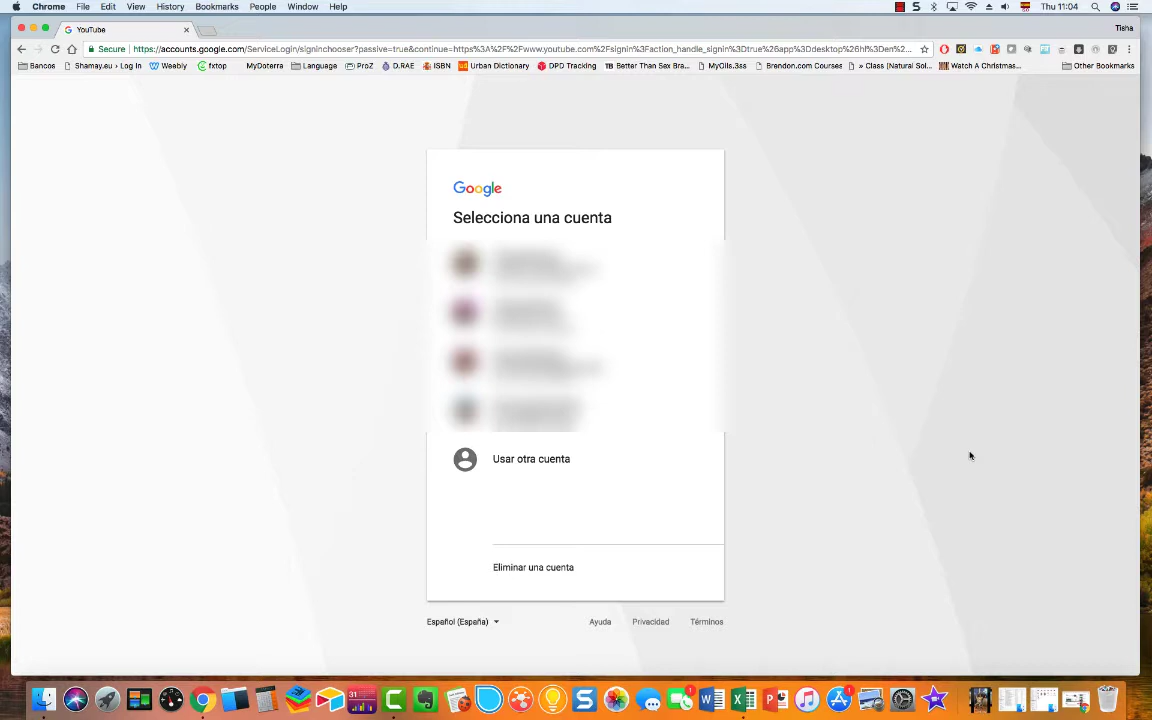 Chrome File Edit View History Bookmarks People Window Help Thu 11:04
YouTube Tisha
Secure https://accounts.google.com/ServiceLogin/signinchooser?passive=true&continue=https%3A%2F%2Fwww.youtube.com%2Fsignin%3Faction_handle_signin%3Dtrue%26app%3Ddesktop%26hl%3Den%2...
Bancos Shamay.eu › Log In Weebly fxtop MyDoterra Language ProZ D.RAE ISBN Urban Dictionary DPD Tracking TB Better Than Sex Bra... MyOils.3ss Brendon.com Courses » Class (Natural Sol... Watch A Christmas... Other Bookmarks
Google
Selecciona una cuenta
Usar otra cuenta
Eliminar una cuenta
Español (España) Ayuda Privacidad Términos